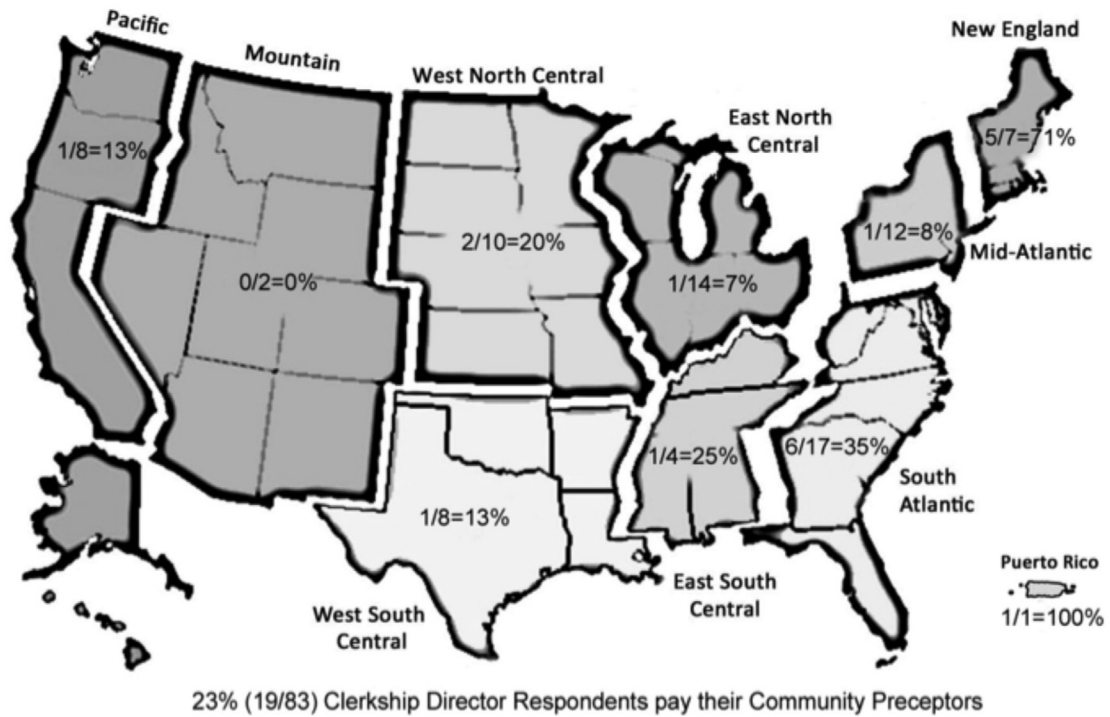 Pacific
Mountain
West North Central
East North
Central
New England
1/8=13%
5/7=71%
2/10=20%
1/12=8%
Mid-Atlantic
0/2=0%
1/14=7%
1/4=25%
6/17=35%
South
Atlantic
1/8=13%
West South
Central
East South
Central
Puerto Rico
1/1=100%
23% (19/83) Clerkship Director Respondents pay their Community Preceptors